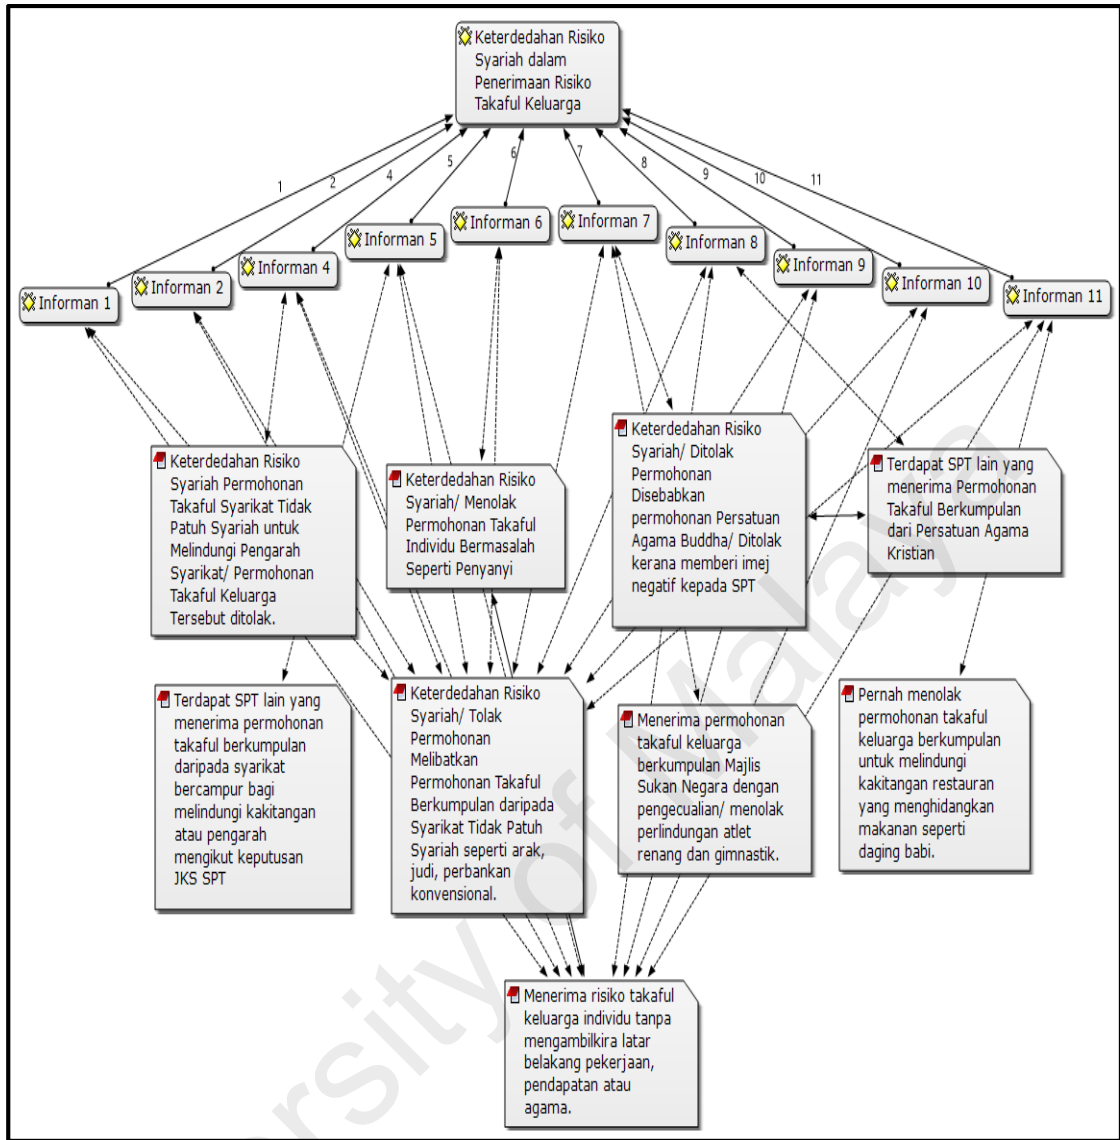 Keterdedahan Risiko
Syariah dalam
Penerimaan Risiko
Takaful Keluarga
1
2
4
5
6
7
8
9
10
11
Informan 1
Informan 2
Informan 4
Informan 5
Informan 6
Informan 7
Informan 8
Informan 9
Informan 10
Informan 11
Keterdedahan Risiko
Syariah Permohonan
Takaful Syarikat Tidak
Patuh Syariah untuk
Melindungi Pengarah
Syarikat/ Permohonan
Takaful Keluarga
Tersebut ditolak.
Keterdedahan Risiko
Syariah/ Menolak
Permohonan Takaful
Individu Bermasalah
Seperti Penyanyi
Keterdedahan Risiko
Syariah/ Ditolak
Permohonan
Disebabkan
permohonan Persatuan
Agama Buddha/ Ditolak
kerana memberi imej
negatif kepada SPT
Terdapat SPT lain yang
menerima Permohonan
Takaful Berkumpulan
dari Persatuan Agama
Kristian
Terdapat SPT lain yang
menerima permohonan
takaful berkumpulan
daripada syarikat
bercampur bagi
melindungi kakitangan
atau pengarah
mengikut keputusan
JKS SPT
Keterdedahan Risiko
Syariah/ Tolak
Permohonan
Melibatkan
Permohonan Takaful
Berkumpulan daripada
Syarikat Tidak Patuh
Syariah seperti arak,
judi, perbankan
konvensional.
Menerima permohonan
takaful keluarga
berkumpulan Majlis
Sukan Negara dengan
pengecualian/ menolak
perlindungan atlet
renang dan gimnastik.
Pernah menolak
permohonan takaful
keluarga berkumpulan
untuk melindungi
kakitangan restauran
yang menghidangkan
makanan seperti
daging babi.
Menerima risiko takaful
keluarga individu tanpa
mengambilkira latar
belakang pekerjaan,
pendapatan atau
agama.
ersity of Malaya